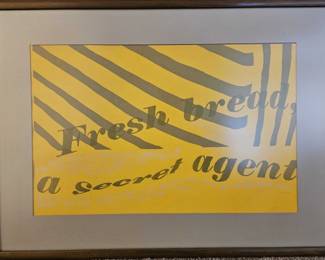 Fresh bread,
a secret agent